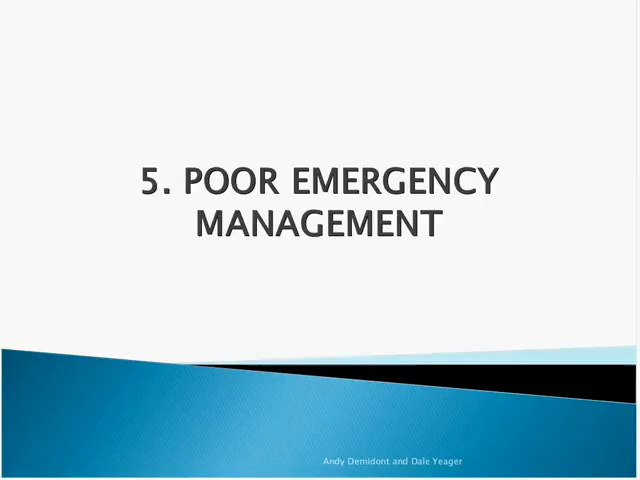 5. POOR EMERGENCY
MANAGEMENT
Andy Demidont and Dale Yeager